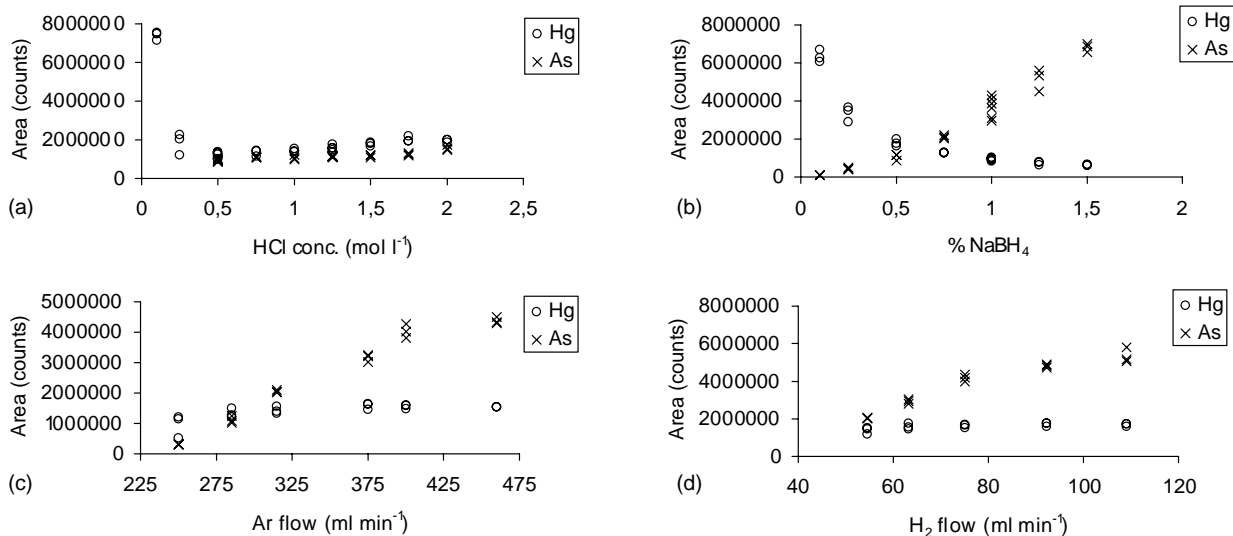 8000000
6000000
4000000
2000000
0
0 0,5 1 1,5 2 2,5
Area (counts)
HCl conc. (mol l⁻¹)
Hg
As
(a)
8000000
6000000
4000000
2000000
0
0 0,5 1 1,5 2
Area (counts)
% NaBH₄
Hg
As
(b)
5000000
4000000
3000000
2000000
1000000
0
225 275 325 375 425 475
Area (counts)
Ar flow (ml min⁻¹)
Hg
As
(c)
8000000
6000000
4000000
2000000
0
40 60 80 100 120
Area (counts)
H₂ flow (ml min⁻¹)
Hg
As
(d)